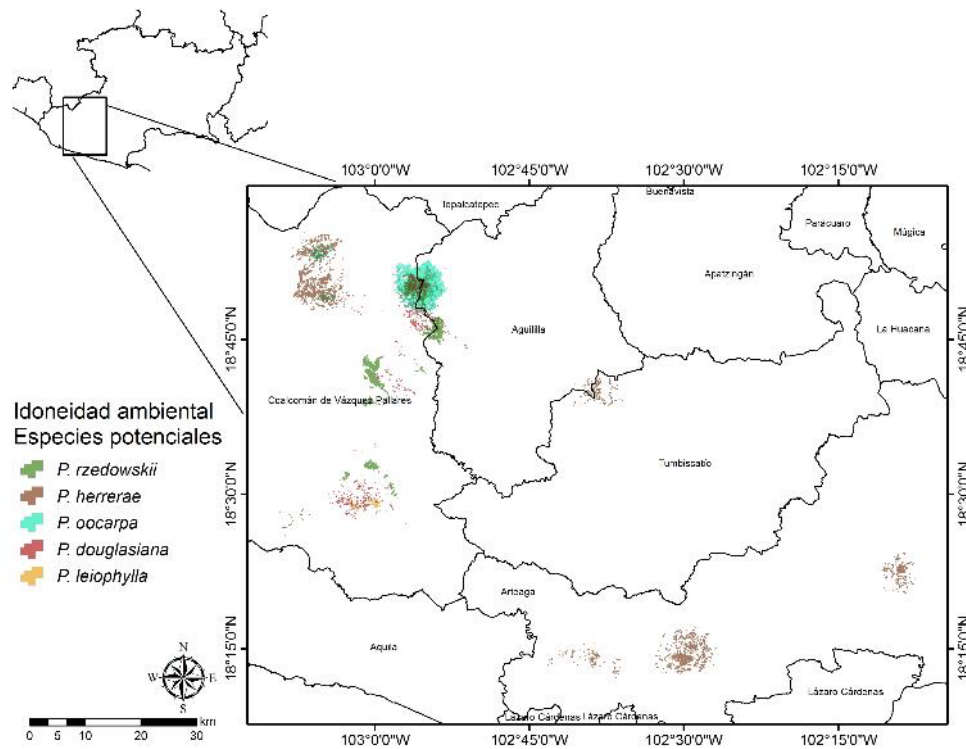 103°0'0"W 102°45'0"W 102°30'0"W 102°15'0"W
Tepalcatepec
Buenavista
Parácuaro
Múgica
Apatzingán
Aguililla
La Huacana
18°45'0"N
18°45'0"N
Coalcomán de Vázquez Pallares
Tumbiscatío
18°30'0"N
18°30'0"N
Arteaga
Aquila
18°15'0"N
18°15'0"N
Lázaro Cárdenas
Lázaro Cárdenas Lázaro Cárdenas
103°0'0"W 102°45'0"W 102°30'0"W 102°15'0"W
Idoneidad ambiental
Especies potenciales
P. rzedowskii
P. herrerae
P. oocarpa
P. douglasiana
P. leiophylla
N
W E
S
km
0 5 10 20 30